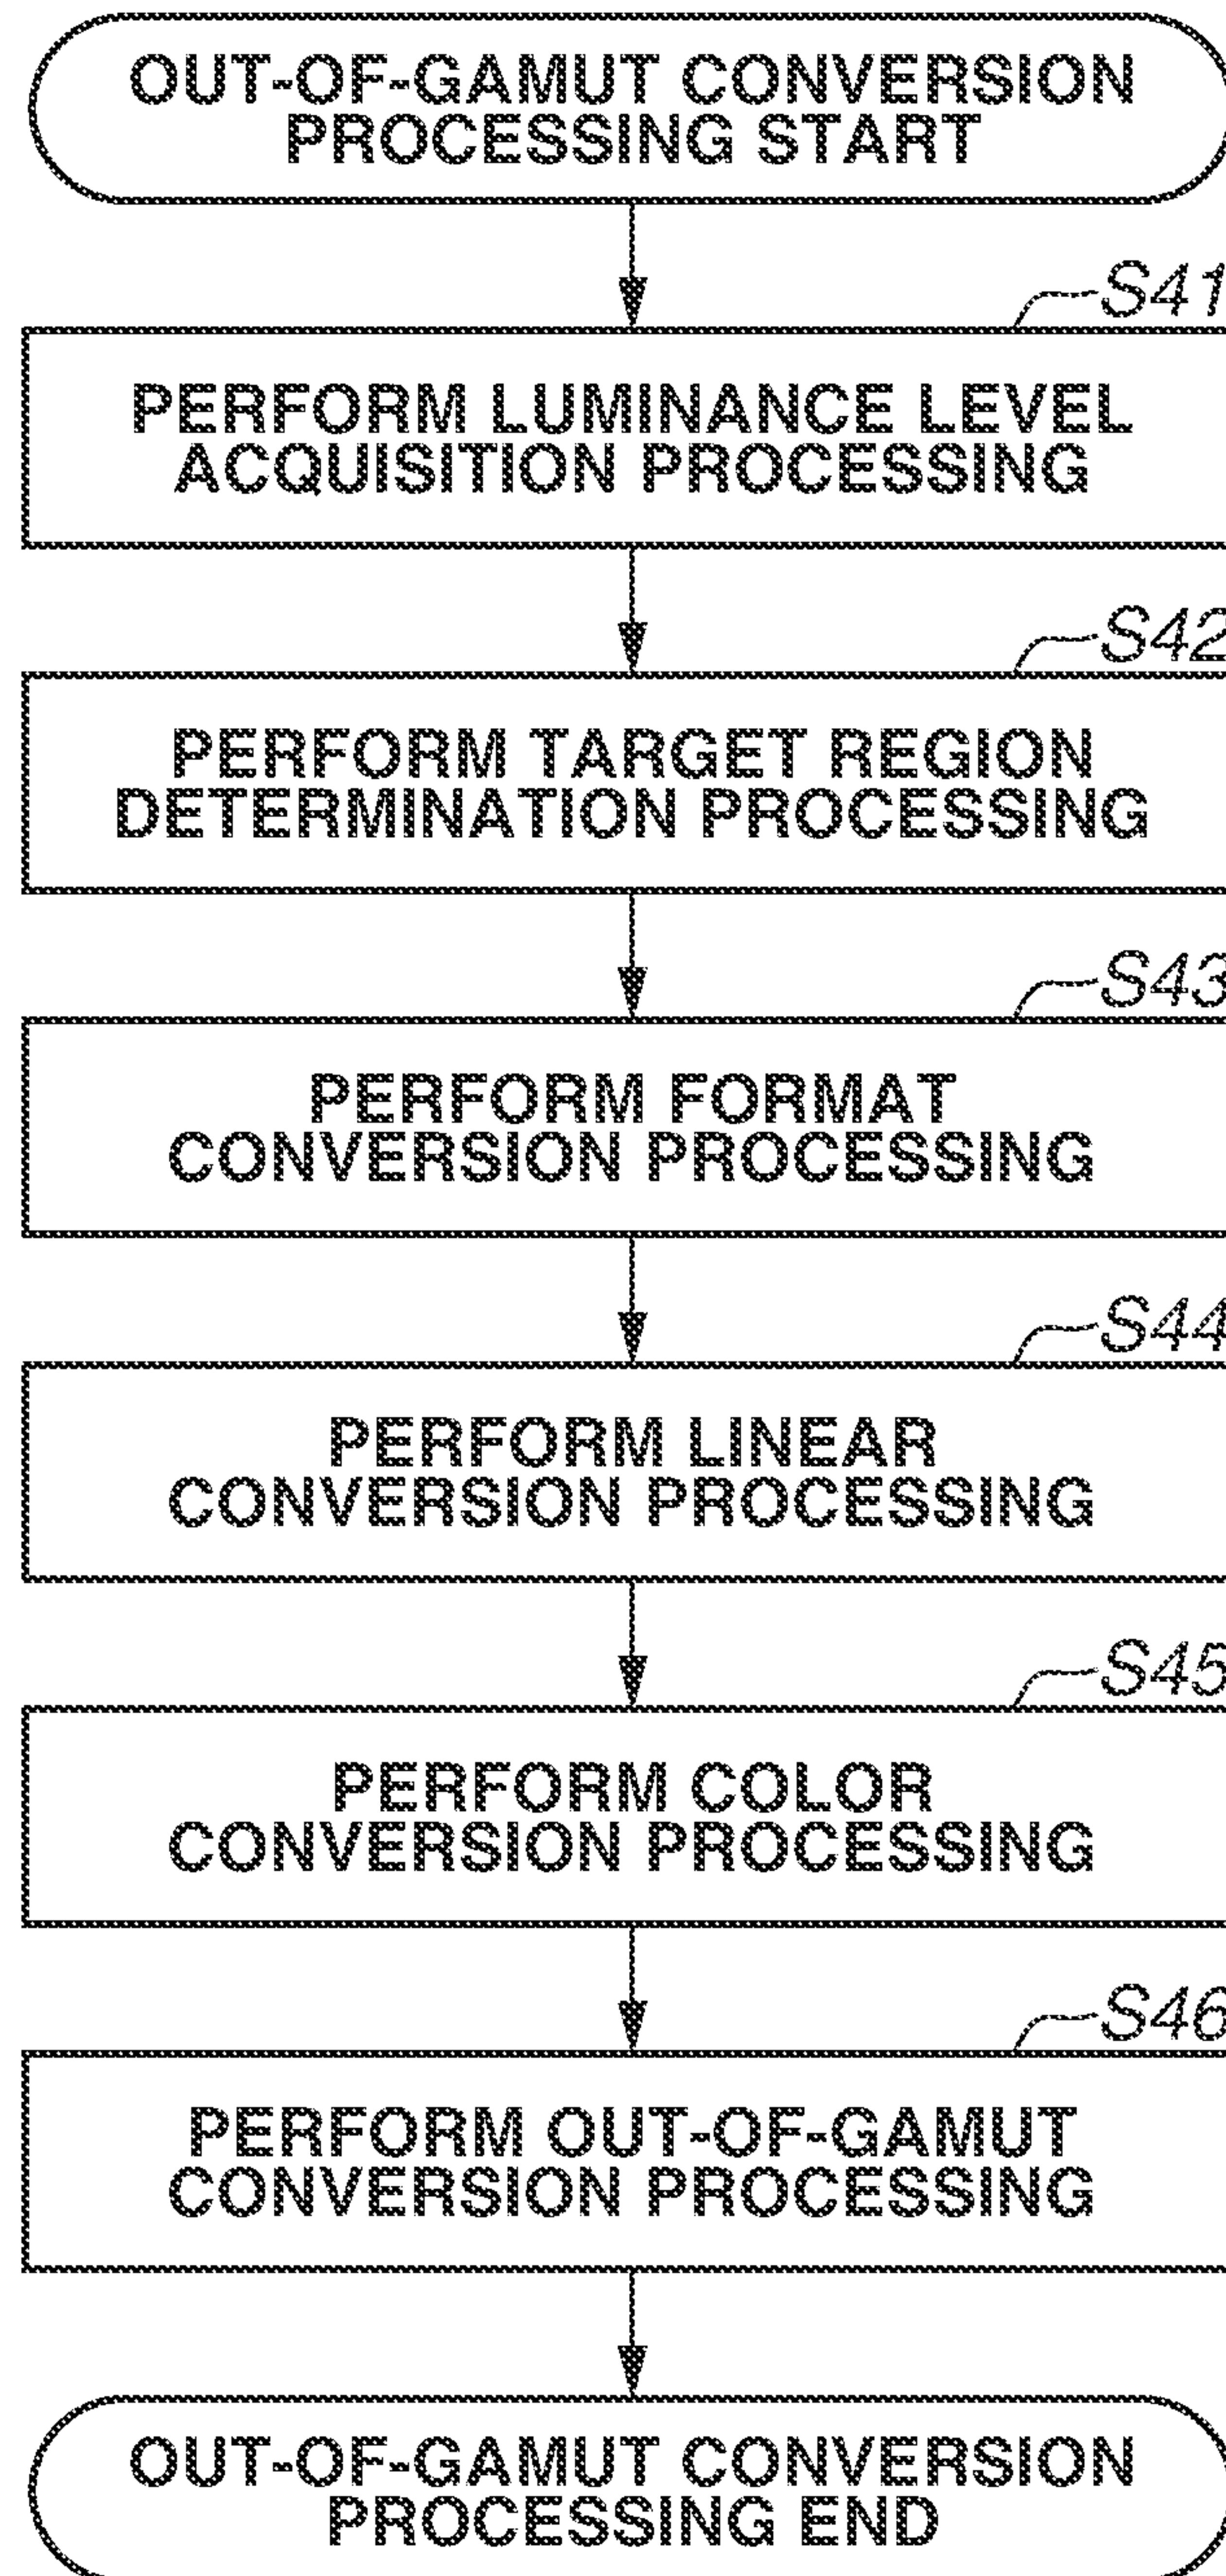 OUT-OF-GAMUT CONVERSION
PROCESSING START
S41
PERFORM LUMINANCE LEVEL
ACQUISITION PROCESSING
S42
PERFORM TARGET REGION
DETERMINATION PROCESSING
S43
PERFORM FORMAT
CONVERSION PROCESSING
S44
PERFORM LINEAR
CONVERSION PROCESSING
S45
PERFORM COLOR
CONVERSION PROCESSING
S46
PERFORM OUT-OF-GAMUT
CONVERSION PROCESSING
OUT-OF-GAMUT CONVERSION
PROCESSING END